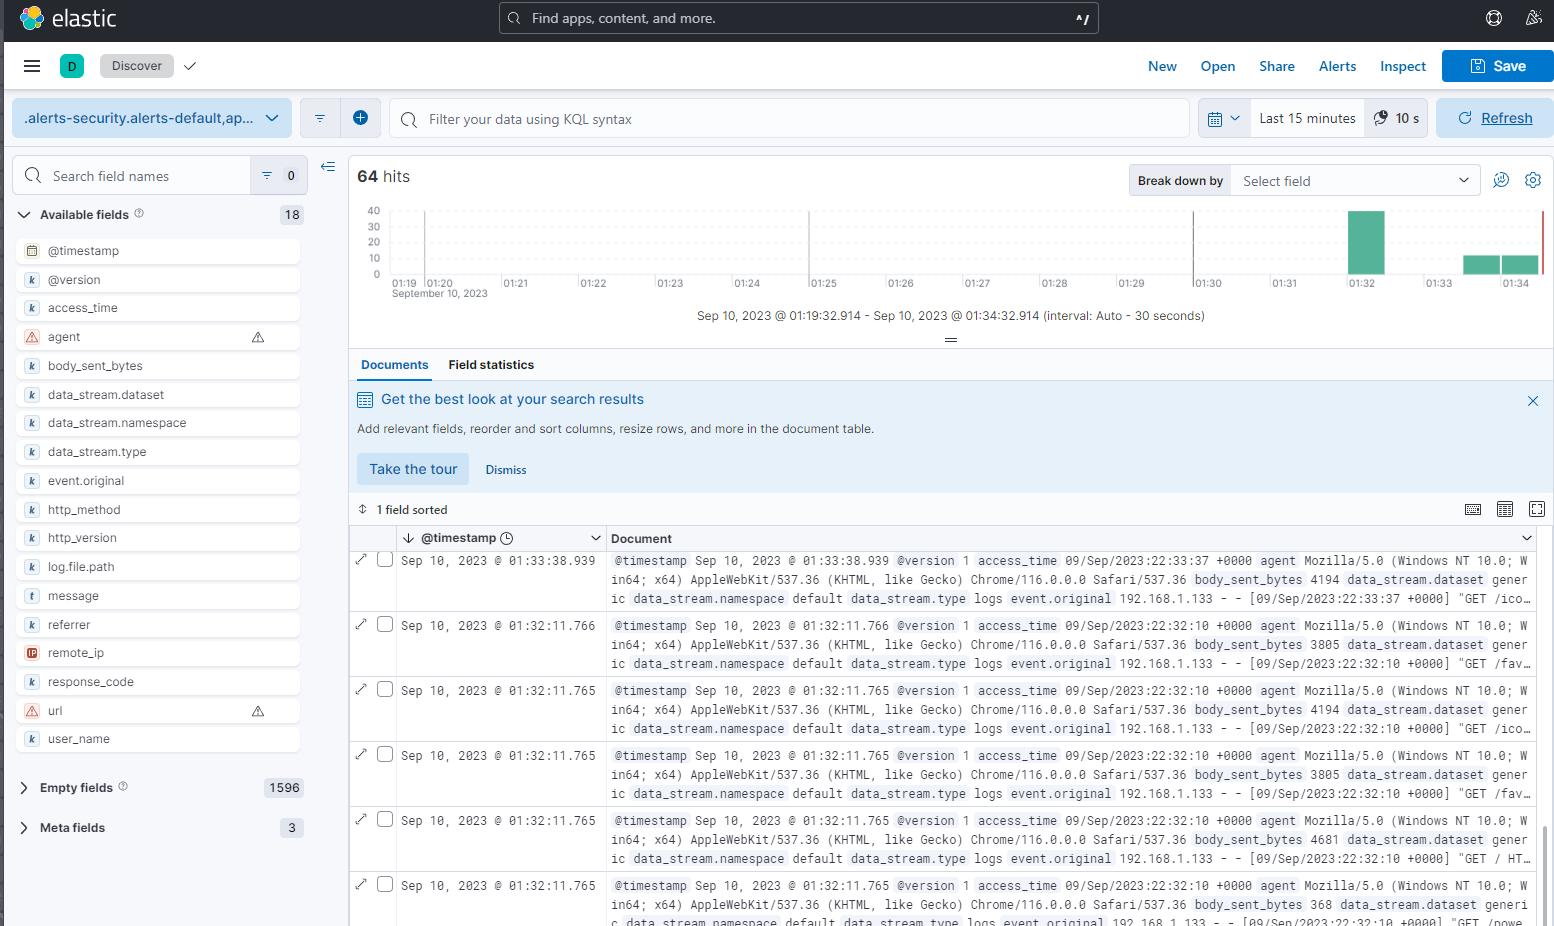 elastic
Find apps, content, and more.
^/
D
Discover
New
Open
Share
Alerts
Inspect
Save
.alerts-security.alerts-default,ap...
Filter your data using KQL syntax
Last 15 minutes
10 s
Refresh
Search field names
0
Available fields
18
@timestamp
k @version
k access_time
agent
k body_sent_bytes
k data_stream.dataset
k data_stream.namespace
k data_stream.type
k event.original
k http_method
k http_version
k log.file.path
t message
k referrer
IP remote_ip
k response_code
url
k user_name
Empty fields
1596
Meta fields
3
64 hits
Break down by
Select field
40
30
20
10
0
01:19 01:20 01:21 01:22 01:23 01:24 01:25 01:26 01:27 01:28 01:29 01:30 01:31 01:32 01:33 01:34
September 10, 2023
Sep 10, 2023 @ 01:19:32.914 - Sep 10, 2023 @ 01:34:32.914 (interval: Auto - 30 seconds)
Documents
Field statistics
Get the best look at your search results
Add relevant fields, reorder and sort columns, resize rows, and more in the document table.
Take the tour
Dismiss
1 field sorted
@timestamp
Document
Sep 10, 2023 @ 01:33:38.939
@timestamp Sep 10, 2023 @ 01:33:38.939 @version 1 access_time 09/Sep/2023:22:33:37 +0000 agent Mozilla/5.0 (Windows NT 10.0; W
in64; x64) AppleWebKit/537.36 (KHTML, like Gecko) Chrome/116.0.0.0 Safari/537.36 body_sent_bytes 4194 data_stream.dataset gener
ic data_stream.namespace default data_stream.type logs event.original 192.168.1.133 - - [09/Sep/2023:22:33:37 +0000] "GET /ico...
Sep 10, 2023 @ 01:32:11.766
@timestamp Sep 10, 2023 @ 01:32:11.766 @version 1 access_time 09/Sep/2023:22:32:10 +0000 agent Mozilla/5.0 (Windows NT 10.0; W
in64; x64) AppleWebKit/537.36 (KHTML, like Gecko) Chrome/116.0.0.0 Safari/537.36 body_sent_bytes 3805 data_stream.dataset gener
ic data_stream.namespace default data_stream.type logs event.original 192.168.1.133 - - [09/Sep/2023:22:32:10 +0000] "GET /fav...
Sep 10, 2023 @ 01:32:11.765
@timestamp Sep 10, 2023 @ 01:32:11.765 @version 1 access_time 09/Sep/2023:22:32:10 +0000 agent Mozilla/5.0 (Windows NT 10.0; W
in64; x64) AppleWebKit/537.36 (KHTML, like Gecko) Chrome/116.0.0.0 Safari/537.36 body_sent_bytes 4194 data_stream.dataset gener
ic data_stream.namespace default data_stream.type logs event.original 192.168.1.133 - - [09/Sep/2023:22:32:10 +0000] "GET /ico...
Sep 10, 2023 @ 01:32:11.765
@timestamp Sep 10, 2023 @ 01:32:11.765 @version 1 access_time 09/Sep/2023:22:32:10 +0000 agent Mozilla/5.0 (Windows NT 10.0; W
in64; x64) AppleWebKit/537.36 (KHTML, like Gecko) Chrome/116.0.0.0 Safari/537.36 body_sent_bytes 3805 data_stream.dataset gener
ic data_stream.namespace default data_stream.type logs event.original 192.168.1.133 - - [09/Sep/2023:22:32:10 +0000] "GET /fav...
Sep 10, 2023 @ 01:32:11.765
@timestamp Sep 10, 2023 @ 01:32:11.765 @version 1 access_time 09/Sep/2023:22:32:10 +0000 agent Mozilla/5.0 (Windows NT 10.0; W
in64; x64) AppleWebKit/537.36 (KHTML, like Gecko) Chrome/116.0.0.0 Safari/537.36 body_sent_bytes 4681 data_stream.dataset gener
ic data_stream.namespace default data_stream.type logs event.original 192.168.1.133 - - [09/Sep/2023:22:32:10 +0000] "GET / HT...
Sep 10, 2023 @ 01:32:11.765
@timestamp Sep 10, 2023 @ 01:32:11.765 @version 1 access_time 09/Sep/2023:22:32:10 +0000 agent Mozilla/5.0 (Windows NT 10.0; W
in64; x64) AppleWebKit/537.36 (KHTML, like Gecko) Chrome/116.0.0.0 Safari/537.36 body_sent_bytes 368 data_stream.dataset generi
c data_stream.namespace default data_stream.type logs event.original 192.168.1.133 - - [09/Sep/2023:22:32:10 +0000] "GET /powe...